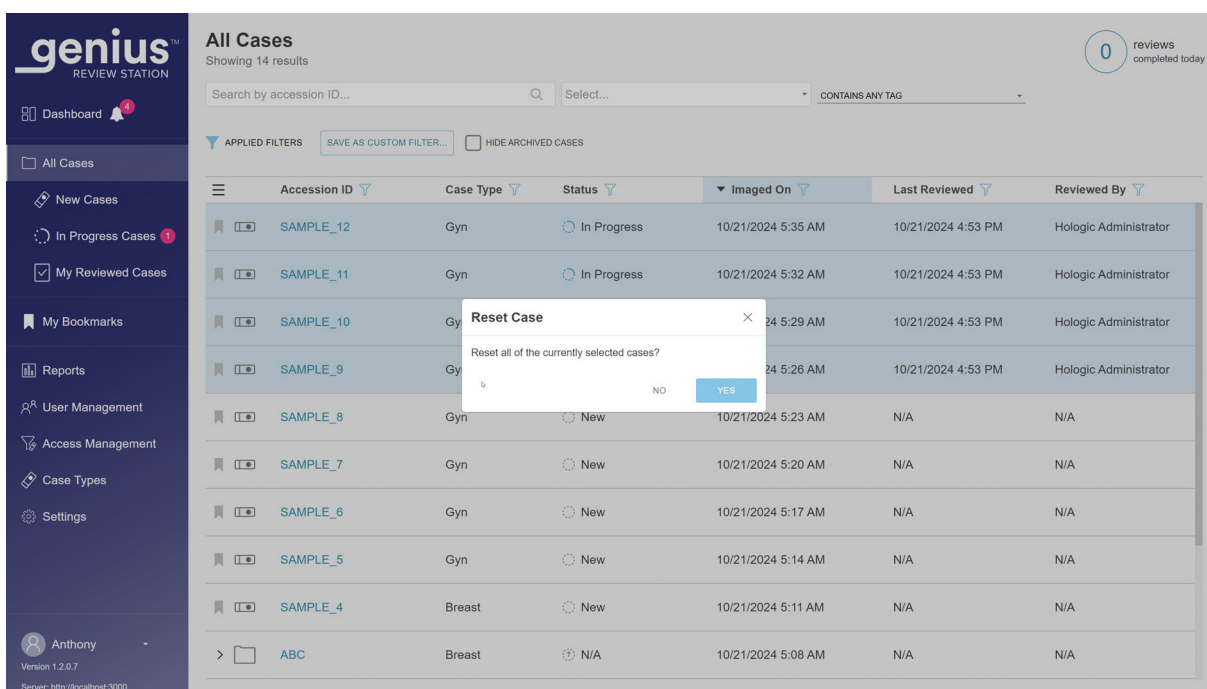 genius™
REVIEW STATION
Dashboard 4
All Cases
New Cases
In Progress Cases 1
My Reviewed Cases
My Bookmarks
Reports
User Management
Access Management
Case Types
Settings
Anthony
Version 1.2.0.7
Server: http://localhost:3000
All Cases
Showing 14 results
0 reviews
completed today
Search by accession ID... Select... CONTAINS ANY TAG
APPLIED FILTERS SAVE AS CUSTOM FILTER... HIDE ARCHIVED CASES
Accession ID Case Type Status Imaged On Last Reviewed Reviewed By
SAMPLE_12 Gyn In Progress 10/21/2024 5:35 AM 10/21/2024 4:53 PM Hologic Administrator
SAMPLE_11 Gyn In Progress 10/21/2024 5:32 AM 10/21/2024 4:53 PM Hologic Administrator
SAMPLE_10 Gy 24 5:29 AM 10/21/2024 4:53 PM Hologic Administrator
SAMPLE_9 Gy 24 5:26 AM 10/21/2024 4:53 PM Hologic Administrator
SAMPLE_8 Gyn New 10/21/2024 5:23 AM N/A N/A
SAMPLE_7 Gyn New 10/21/2024 5:20 AM N/A N/A
SAMPLE_6 Gyn New 10/21/2024 5:17 AM N/A N/A
SAMPLE_5 Gyn New 10/21/2024 5:14 AM N/A N/A
SAMPLE_4 Breast New 10/21/2024 5:11 AM N/A N/A
ABC Breast ? N/A 10/21/2024 5:08 AM N/A N/A
Reset Case
Reset all of the currently selected cases?
NO YES